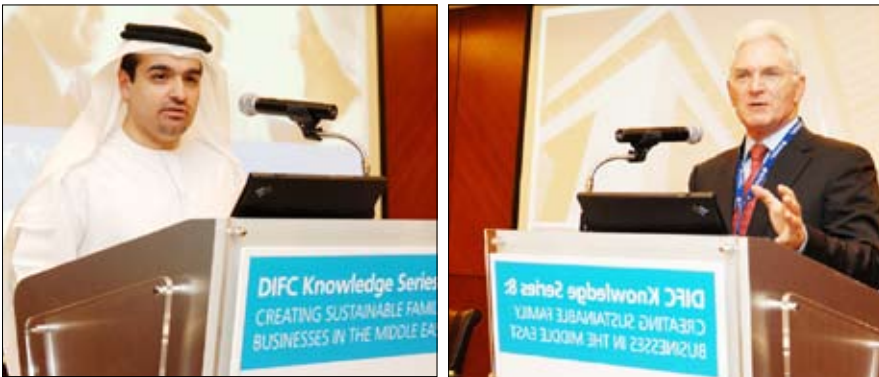 DIFC Knowledge Series
CREATING SUSTAINABLE FAMI
BUSINESSES IN THE MIDDLE EA
DIFC Knowledge Series 8:
CREATING SUSTAINABLE FAMILY
BUSINESSES IN THE MIDDLE EAST